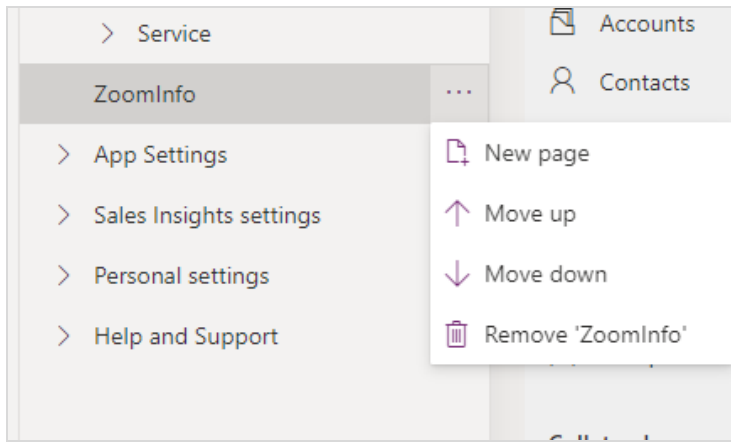 Service
ZoomInfo
App Settings
Sales Insights settings
Personal settings
Help and Support
Accounts
Contacts
New page
Move up
Move down
Remove 'ZoomInfo'